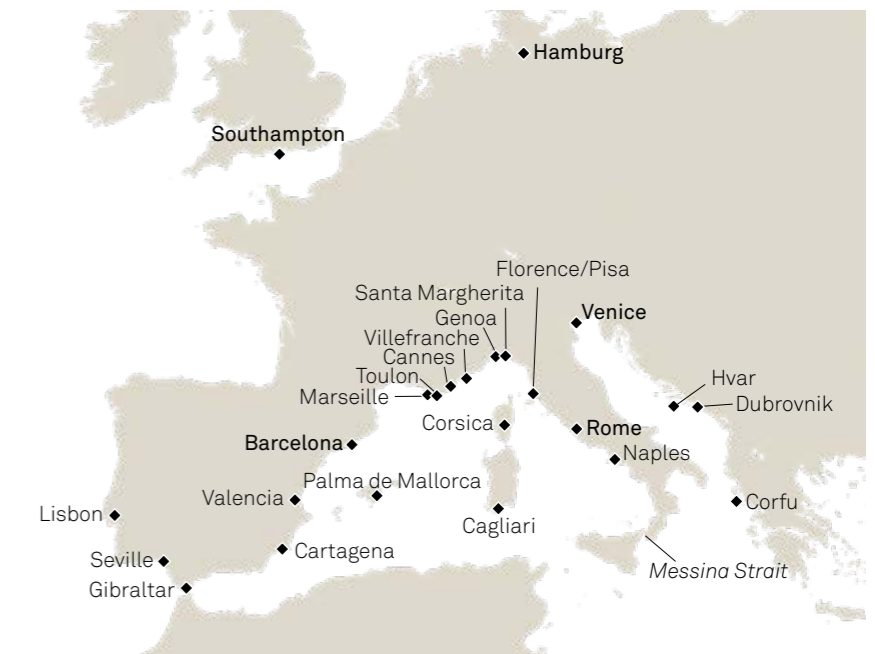 Hamburg
Southampton
Florence/Pisa
Santa Margherita
Genoa
Venice
Villefranche
Cannes
Toulon
Marseille
Hvar
Dubrovnik
Corsica
Rome
Barcelona
Naples
Palma de Mallorca
Valencia
Corfu
Lisbon
Cagliari
Cartagena
Seville
Messina Strait
Gibraltar